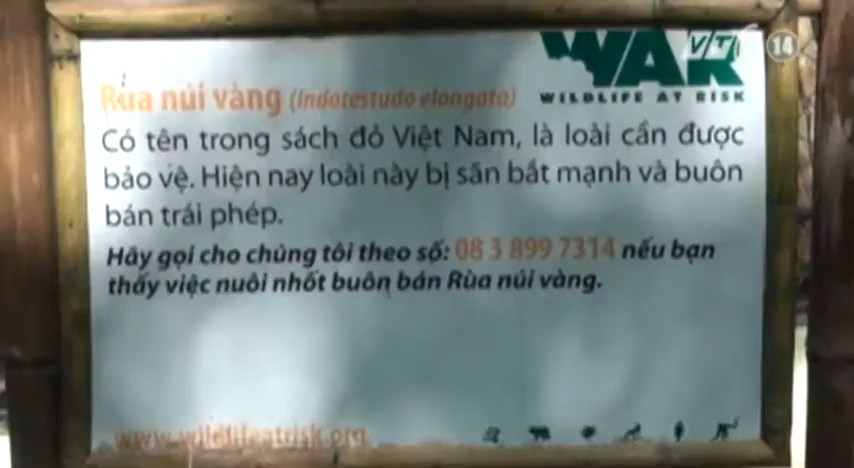 WAR
VTV 14
WILDLIFE AT RISK
Rùa núi vàng (Indotestudo elongata)
Có tên trong sách đỏ Việt Nam, là loài cần được
bảo vệ. Hiện nay loài này bị săn bắt mạnh và buôn
bán trái phép.
Hãy gọi cho chúng tôi theo số: 08 3 899 7314 nếu bạn
thấy việc nuôi nhốt buôn bán Rùa núi vàng.
www.wildlifeatrisk.org